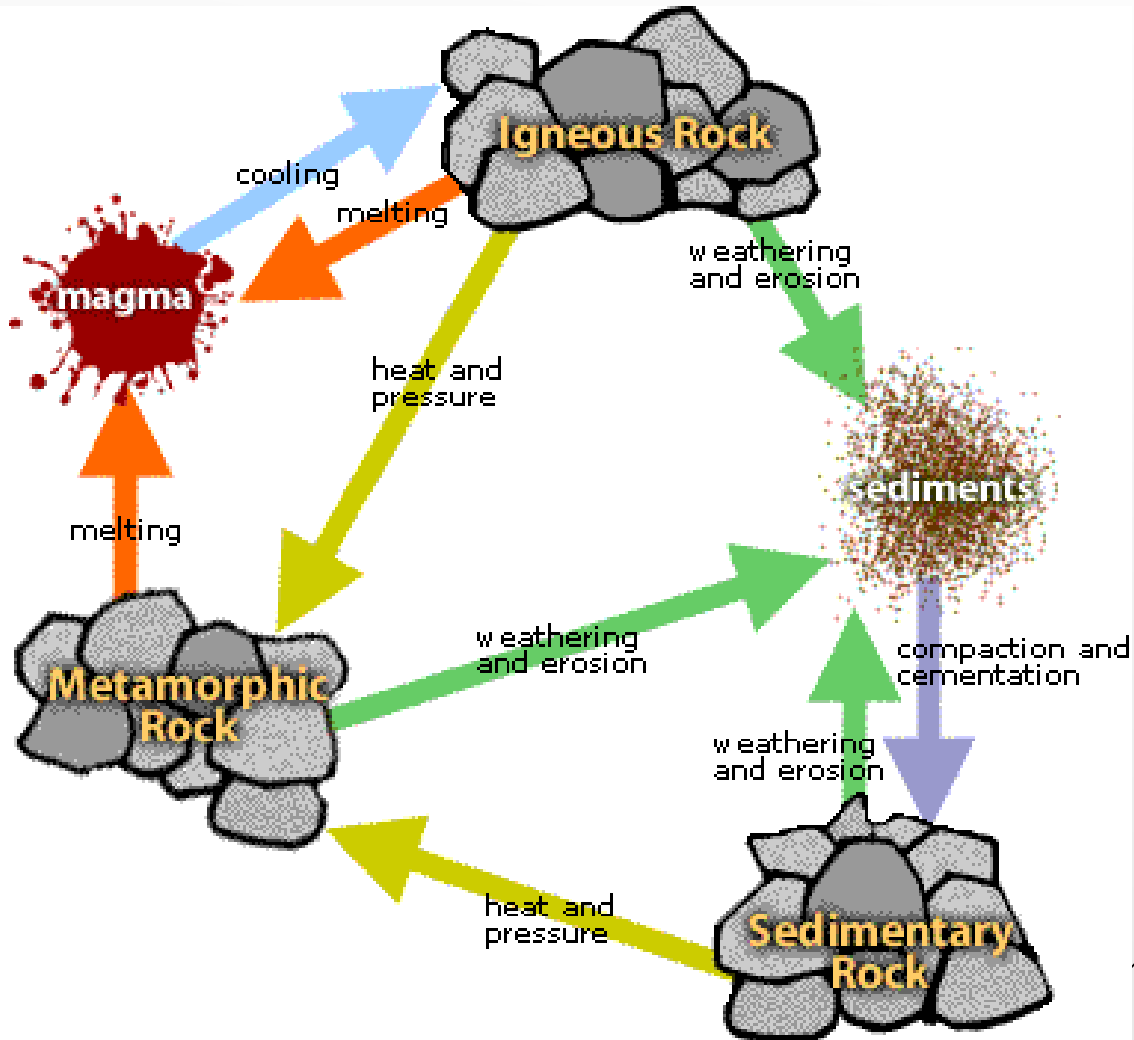 Igneous Rock
cooling
melting
weathering
and erosion
magma
heat and
pressure
sediments
melting
weathering
and erosion
compaction and
cementation
Metamorphic
Rock
weathering
and erosion
heat and
pressure
Sedimentary
Rock